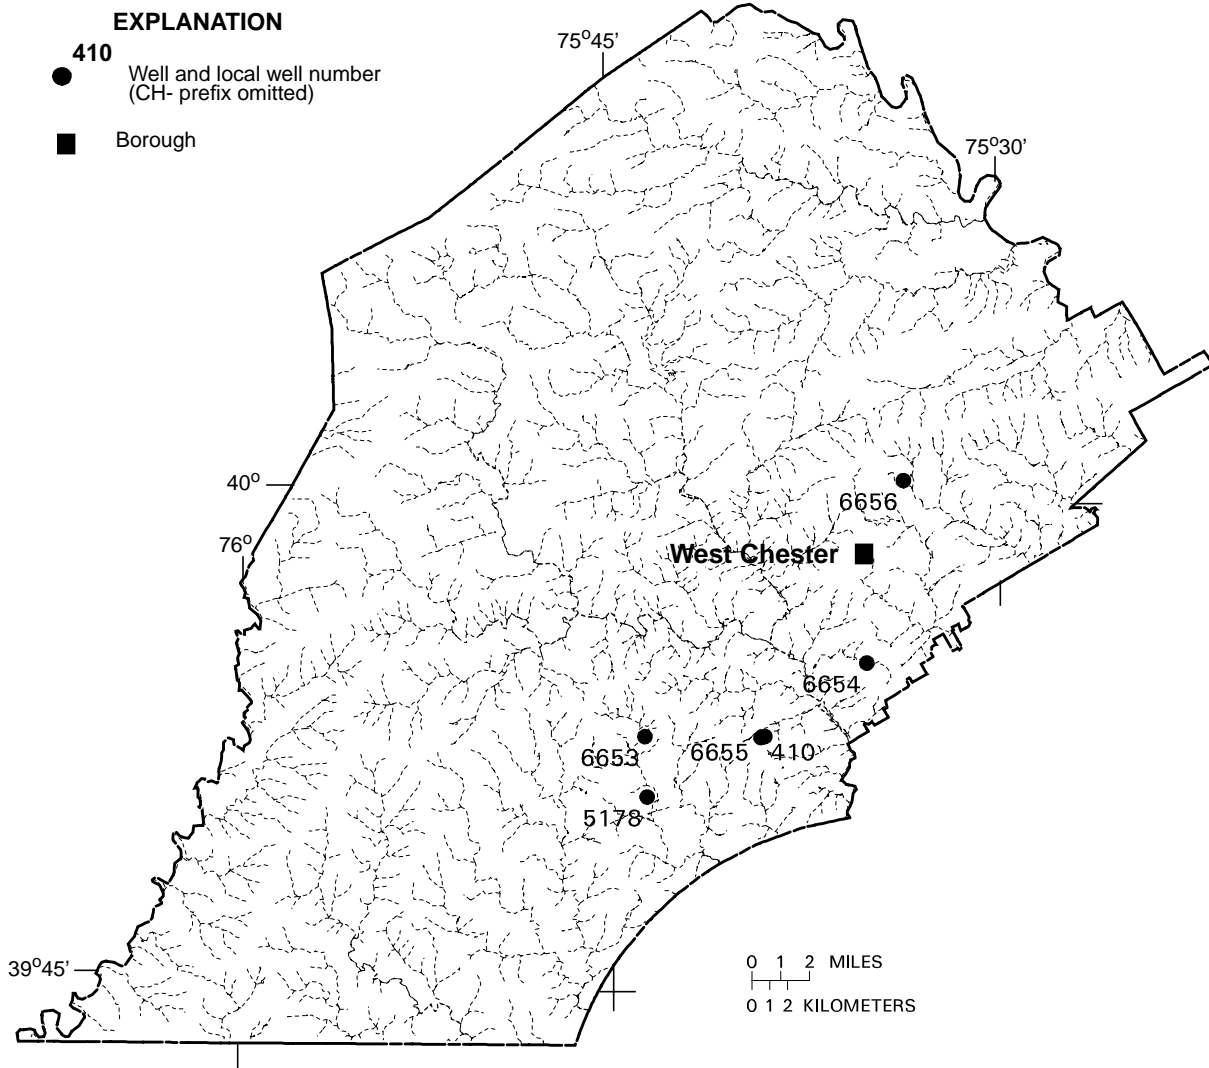 EXPLANATION
410
Well and local well number
(CH- prefix omitted)
Borough
75°45'
75°30'
40°
6656
76°
West Chester
6654
6653
6655
410
5178
39°45'
0 1 2 MILES
0 1 2 KILOMETERS